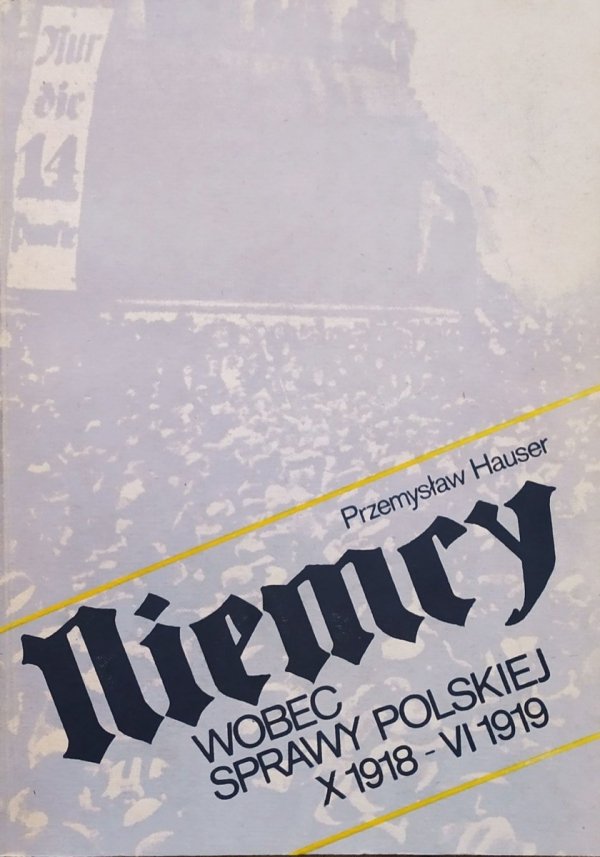 Nur
die
14
Przemysław Hauser
Niemcy
WOBEC
SPRAWY POLSKIEJ
X 1918 - VI 1919